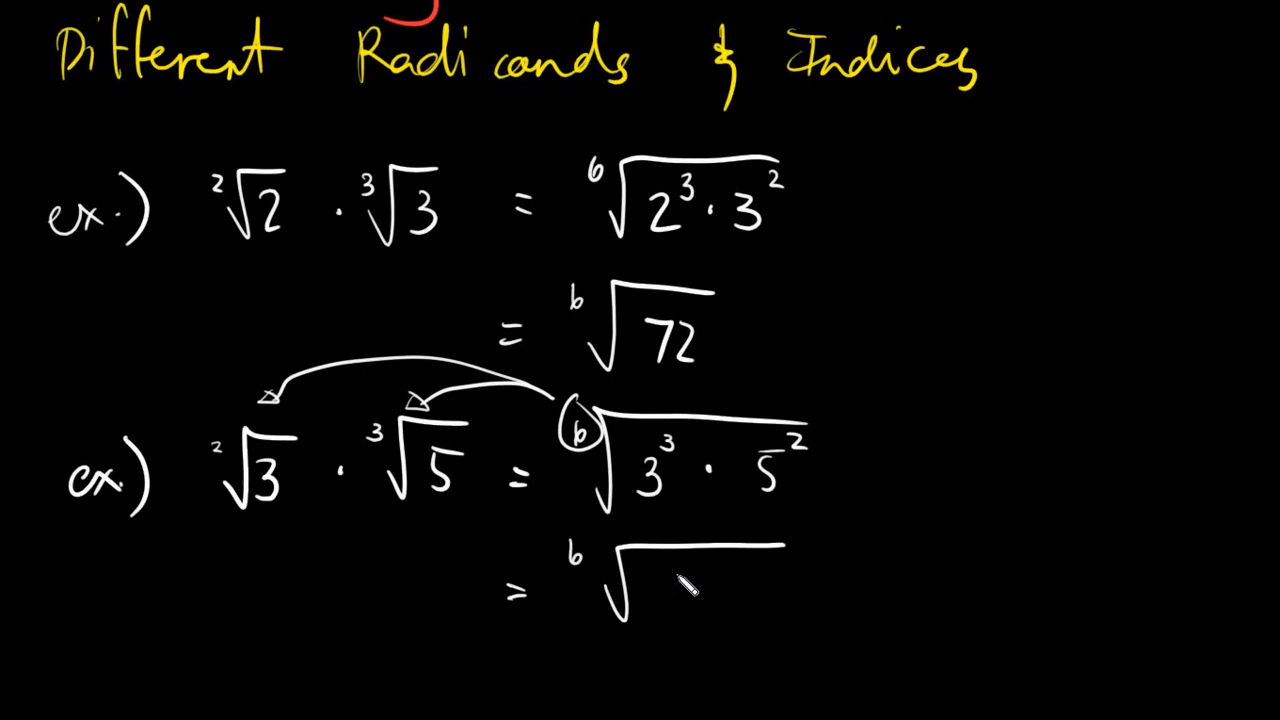 Different Radicands & Indices
ex.) ²√2 · ³√3 = ⁶√(2³ · 3²)
= ⁶√72
ex.) ²√3 · ³√5 = ⁶√(3³ · 5²)
= ⁶√